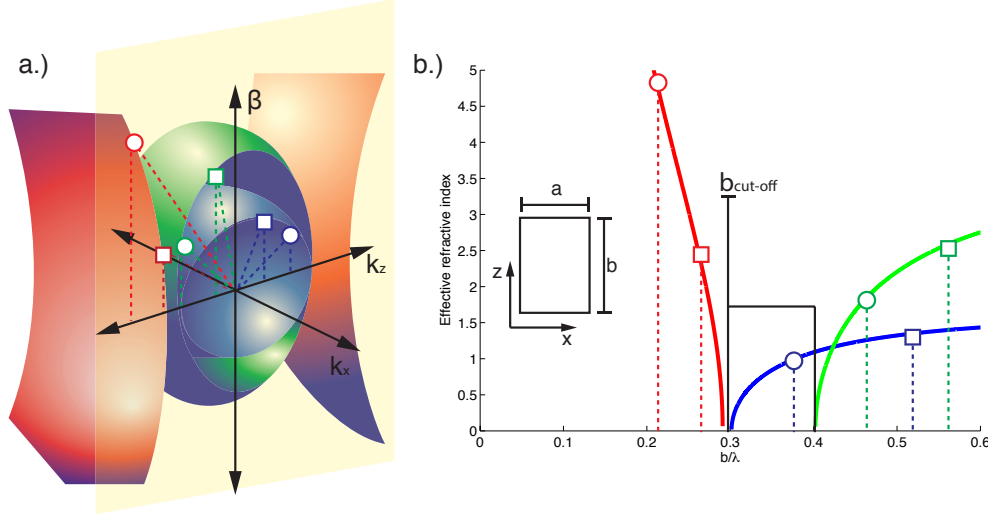 a.)
β
kz
kx
b.)
Effective refractive index
5
4.5
4
3.5
3
2.5
2
1.5
1
0.5
0
0
0.1
0.2
0.3
0.4
0.5
0.6
b/λ
bcut-off
a
b
z
x